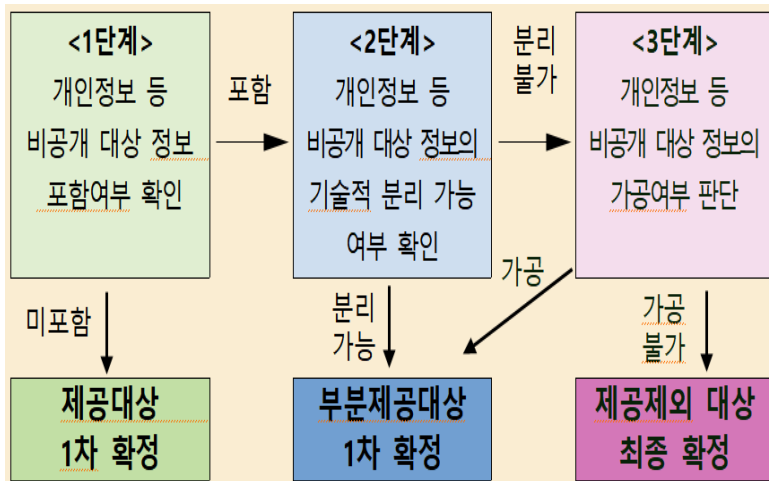 <1단계>
개인정보 등
비공개 대상 정보
포함여부 확인
포함
<2단계>
개인정보 등
비공개 대상 정보의
기술적 분리 가능
여부 확인
분리
불가
<3단계>
개인정보 등
비공개 대상 정보의
가공여부 판단
미포함
분리
가능
가공
가공
불가
제공대상
1차 확정
부분제공대상
1차 확정
제공제외 대상
최종 확정